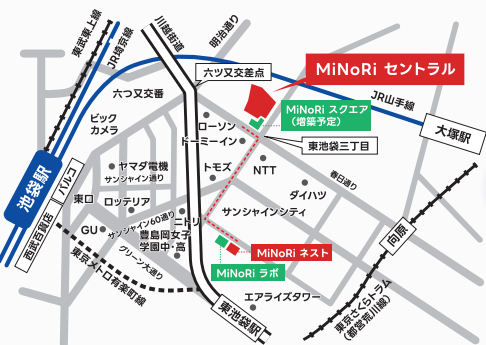 東武東上線
JR埼京線
川越街道
明治通り
六ツ又交差点
MiNoRi セントラル
JR山手線
六つ又交番
MiNoRi スクエア
(増築予定)
大塚駅
ビック
カメラ
ローソン
ドーミーイン
東池袋三丁目
池袋駅
パルコ
ヤマダ電機
サンシャイン通り
トモズ
NTT
春日通り
ダイハツ
西武百貨店
東口
ロッテリア
サンシャイン60通り
ニトリ
サンシャインシティ
GU
豊島岡女子
学園中・高
グリーン大通り
向原
MiNoRi ネスト
MiNoRi ラボ
東京メトロ有楽町線
東池袋駅
エアライズタワー
東京さくらトラム
(都営荒川線)